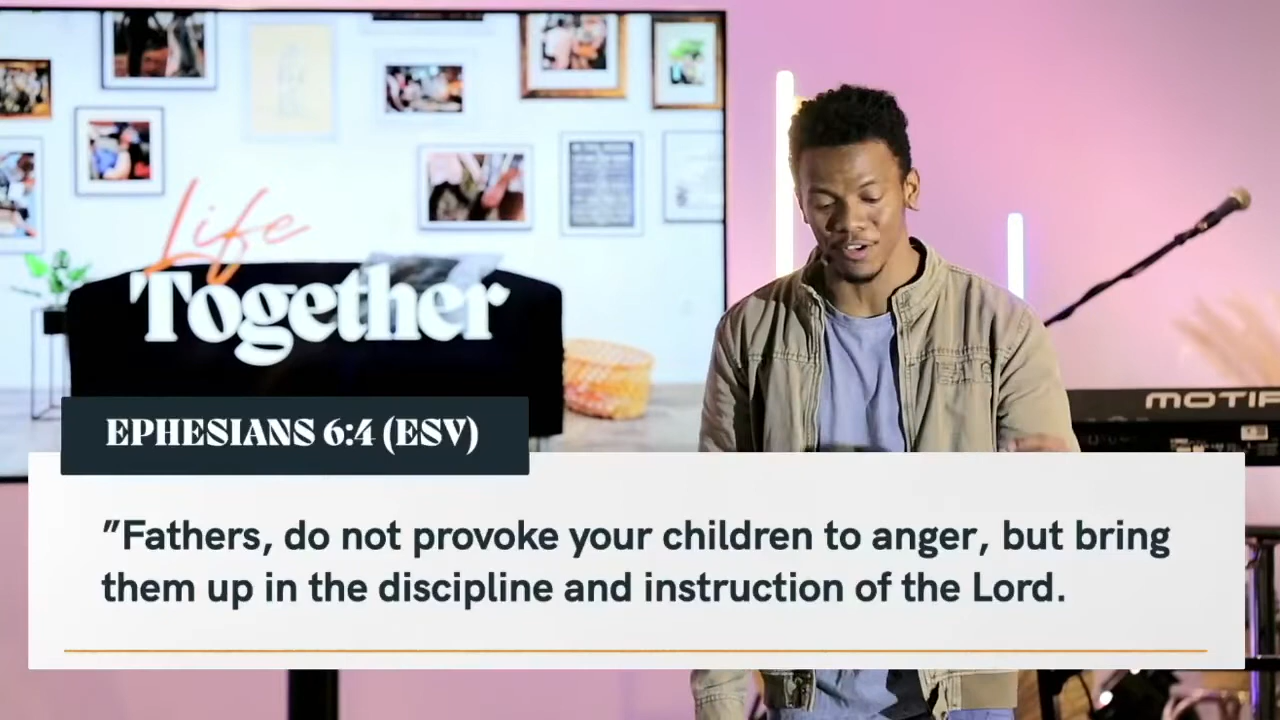 Life
Together
MOTIF
EPHESIANS 6:4 (ESV)
”Fathers, do not provoke your children to anger, but bring
them up in the discipline and instruction of the Lord.